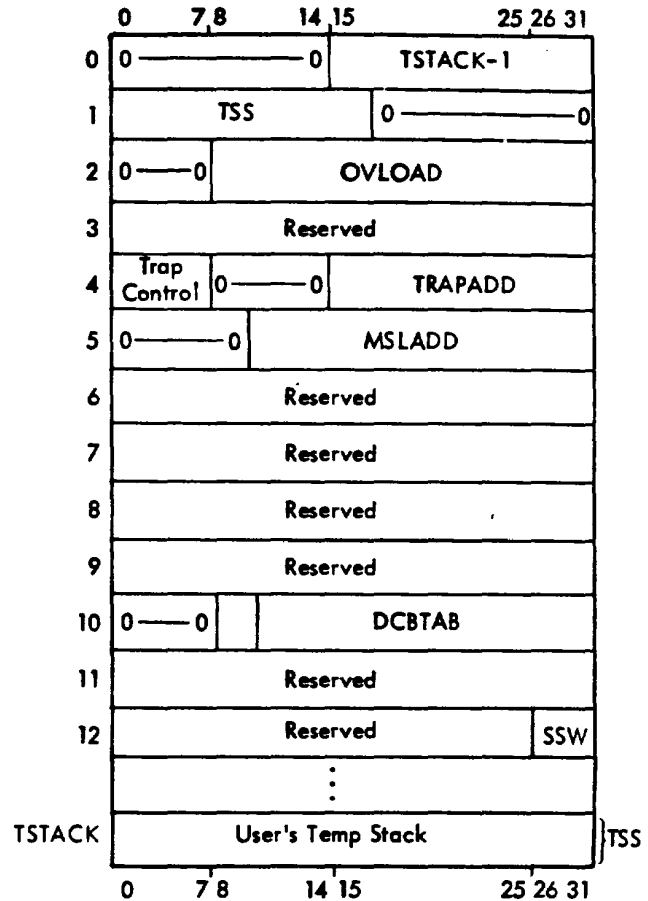 0 7 8 14 15 25 26 31
0 0 0 TSTACK-1
1 TSS 0 0
2 0 0 OVLOAD
3 Reserved
4 Trap Control 0 0 TRAPADD
5 0 0 MSLADD
6 Reserved
7 Reserved
8 Reserved
9 Reserved
10 0 0 DCBTAB
11 Reserved
12 Reserved SSW
TSTACK User's Temp Stack TSS
0 7 8 14 15 25 26 31